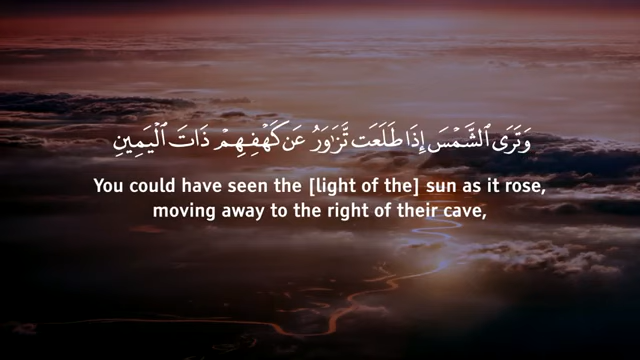 وَتَرَى ٱلشَّمْسَ إِذَا طَلَعَت تَّزَٰوَرُ عَن كَهْفِهِمْ ذَاتَ ٱلْيَمِينِ
You could have seen the [light of the] sun as it rose,
moving away to the right of their cave,